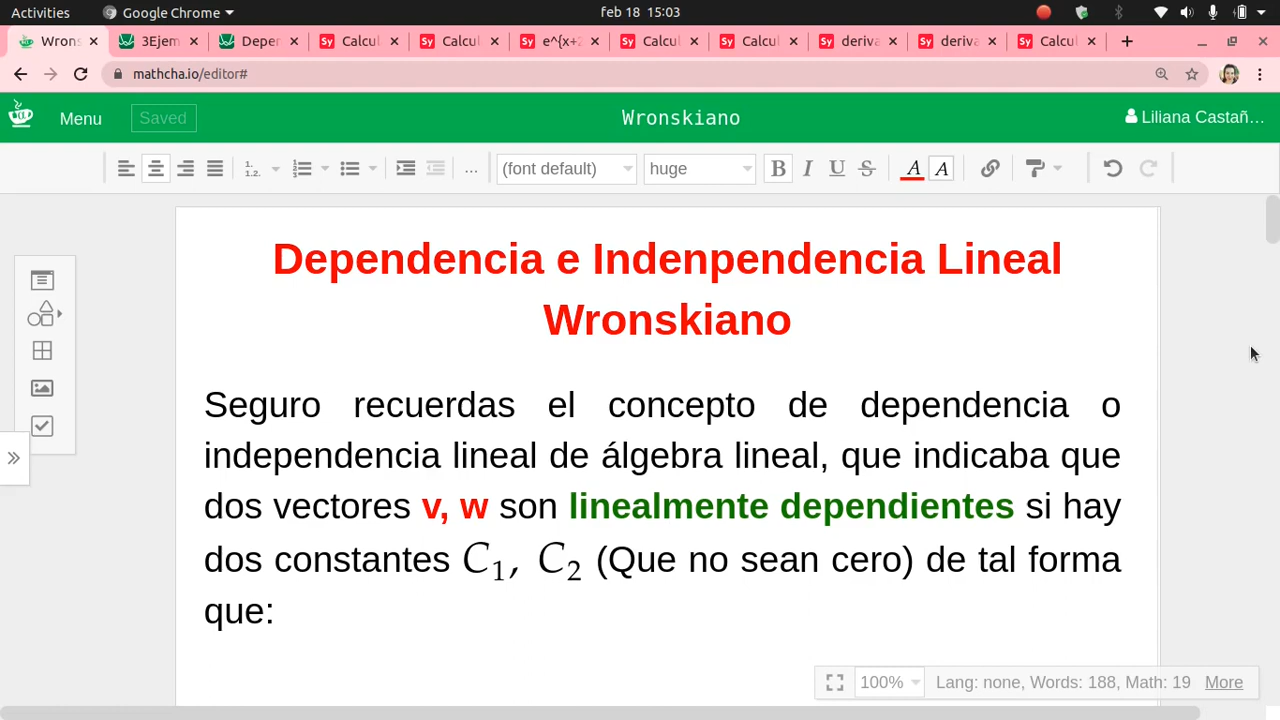 Activities Google Chrome feb 18 15:03
Wrons 3Ejem Deper Calcul Calcul e^{x+2 Calcul Calcul deriva deriva Calcul
mathcha.io/editor#
Menu Saved Wronskiano Liliana Castañ...
(font default) huge B I U S A A
Dependencia e Indenpendencia Lineal
Wronskiano
Seguro recuerdas el concepto de dependencia o
independencia lineal de álgebra lineal, que indicaba que
dos vectores v, w son linealmente dependientes si hay
dos constantes C₁, C₂ (Que no sean cero) de tal forma
que:
100% Lang: none, Words: 188, Math: 19 More